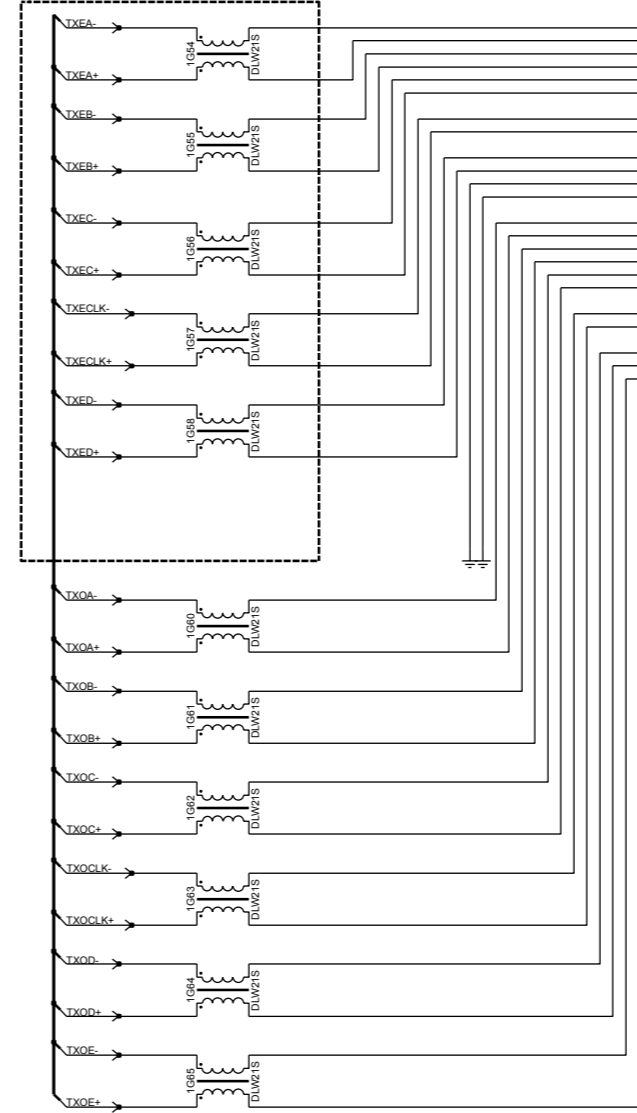 TXEA-
1G54
DLW21S
TXEA+
TXEB-
1G55
DLW21S
TXEB+
TXEC-
1G56
DLW21S
TXEC+
TXECLK-
1G57
DLW21S
TXECLK+
TXED-
1G58
DLW21S
TXED+
TXOA-
1G60
DLW21S
TXOA+
TXOB-
1G61
DLW21S
TXOB+
TXOC-
1G62
DLW21S
TXOC+
TXOCLK-
1G63
DLW21S
TXOCLK+
TXOD-
1G64
DLW21S
TXOD+
TXOE-
1G65
DLW21S
TXOE+